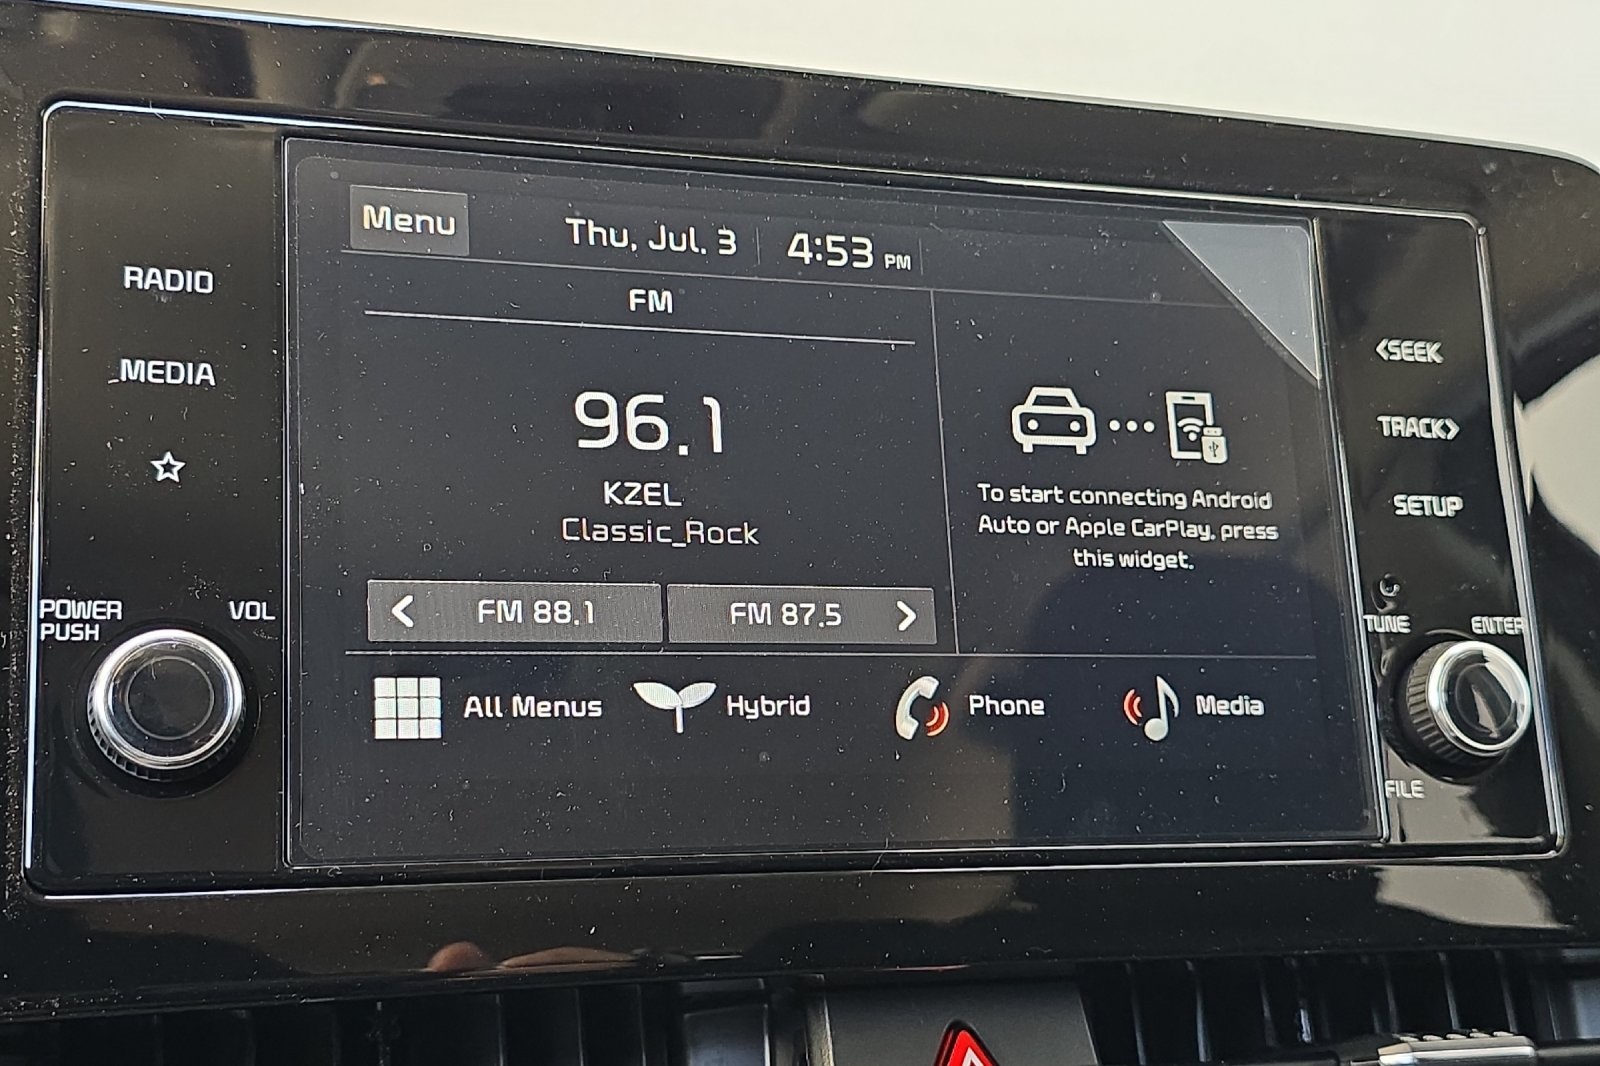 Menu
Thu, Jul. 3
4:53 PM
RADIO
MEDIA
POWER
PUSH
VOL
FM
96.1
KZEL
Classic_Rock
FM 88.1
FM 87.5
To start connecting Android
Auto or Apple CarPlay, press
this widget.
All Menus
Hybrid
Phone
Media
<SEEK
TRACK>
SETUP
TUNE
ENTER
FILE